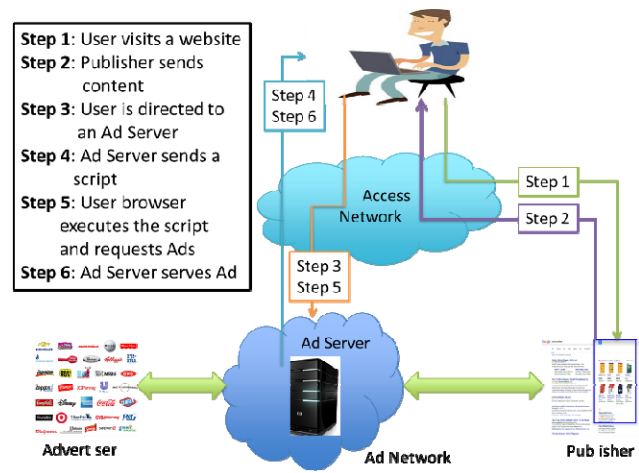 Step 1: User visits a website
Step 2: Publisher sends
content
Step 3: User is directed to
an Ad Server
Step 4: Ad Server sends a
script
Step 5: User browser
executes the script
and requests Ads
Step 6: Ad Server serves Ad
Step 4
Step 6
Access
Network
Step 1
Step 2
Step 3
Step 5
Ad Server
Disney
Coca-Cola
Advert ser
Ad Network
Pub isher